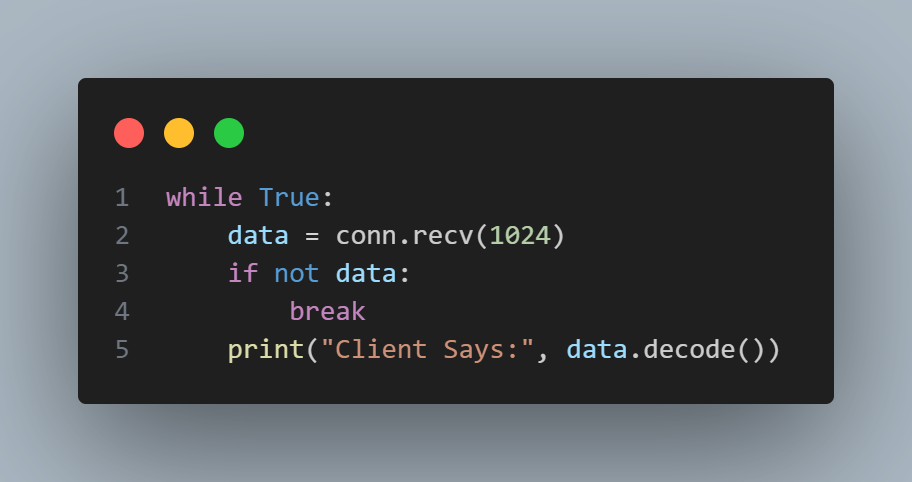 1 while True:
2     data = conn.recv(1024)
3     if not data:
4         break
5     print("Client Says:", data.decode())